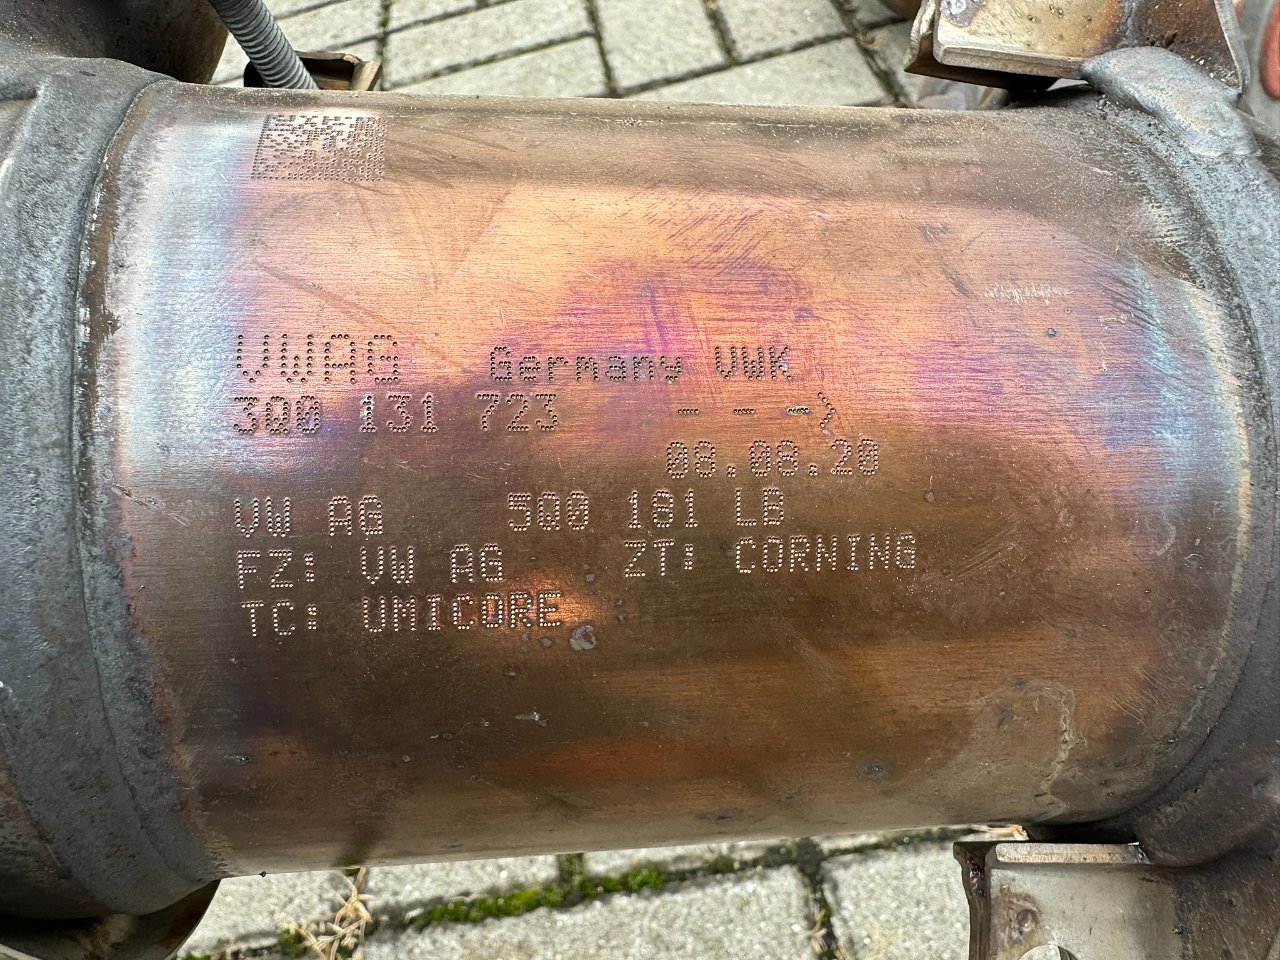 VWAG Germany VWK
3Q0 131 723 - - ->
08.08.20
VW AG 5Q0 181 LB
FZ: VW AG ZT: CORNING
TC: UMICORE